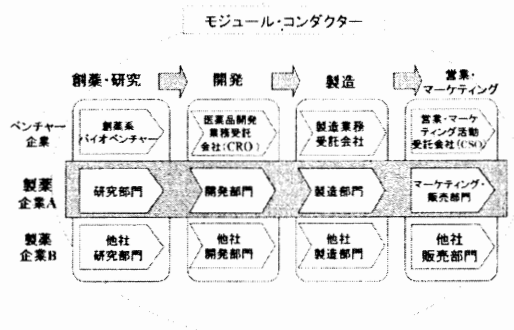 モジュール・コンダクター
創薬・研究
開発
製造
営業・
マーケティング
ベンチャー
企業
創薬系
バイオベンチャー
医薬品開発
業務受託
会社(CRO)
製造業務
受託会社
営業・マーケ
ティング活動
受託会社(CSO)
製薬
企業A
研究部門
開発部門
製造部門
マーケティング・
販売部門
製薬
企業B
他社
研究部門
他社
開発部門
他社
製造部門
他社
販売部門